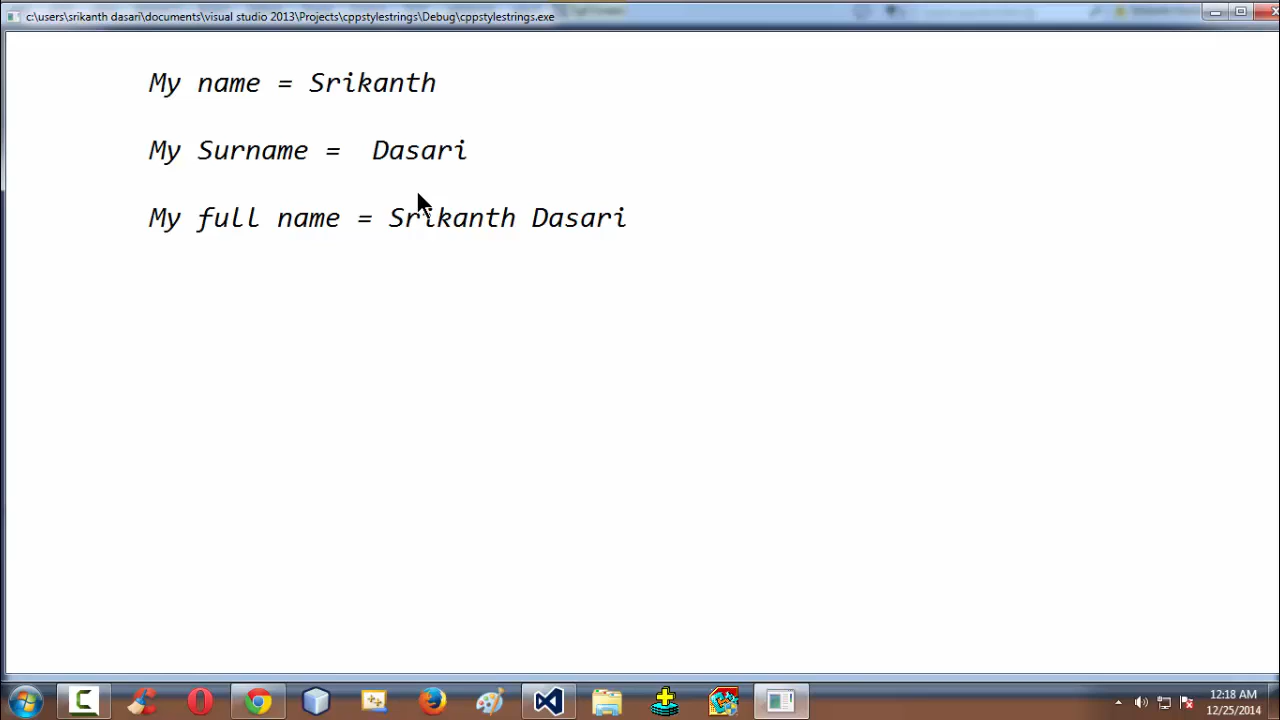 c:\users\srikanth dasari\documents\visual studio 2013\Projects\cppstylestrings\Debug\cppstylestrings.exe
My name = Srikanth
My Surname =  Dasari
My full name = Srikanth Dasari
12:18 AM
12/25/2014